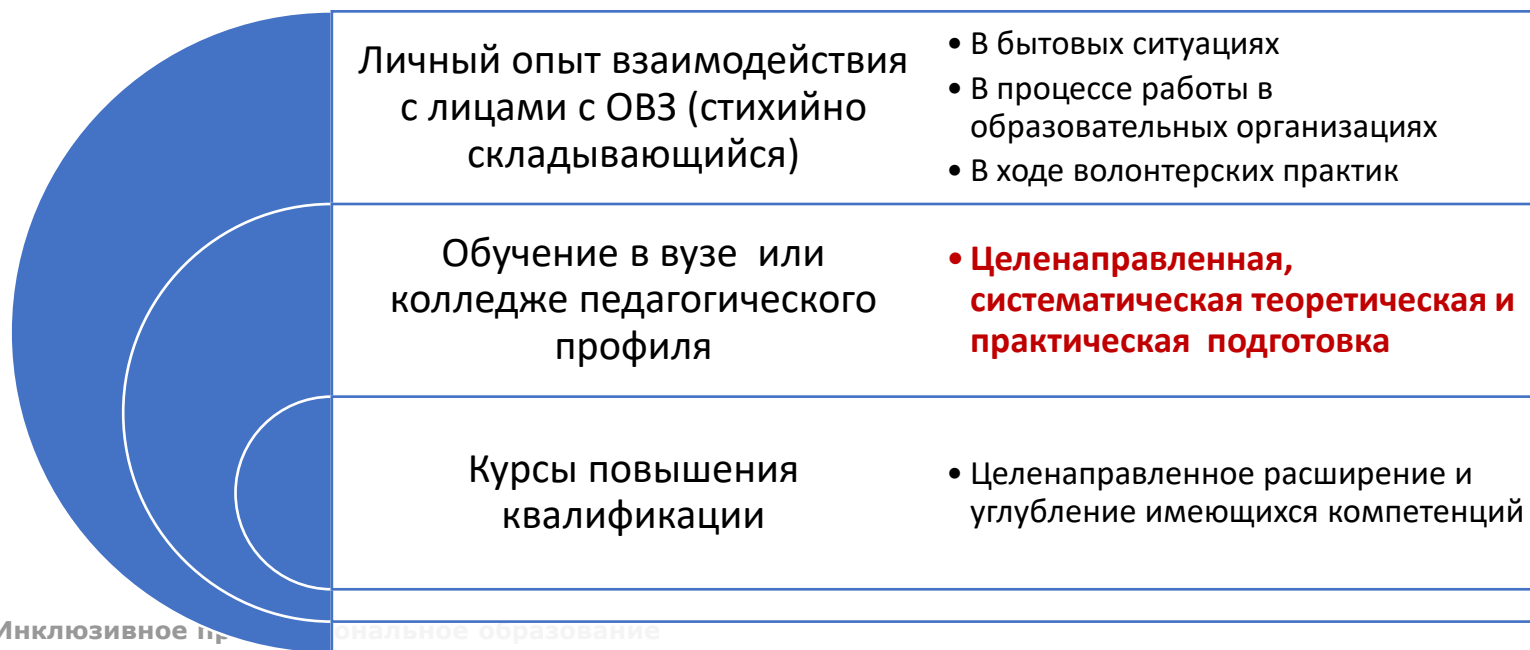 Личный опыт взаимодействия
с лицами с ОВЗ (стихийно
складывающийся)
• В бытовых ситуациях
• В процессе работы в
образовательных организациях
• В ходе волонтерских практик
Обучение в вузе или
колледже педагогического
профиля
• Целенаправленная,
систематическая теоретическая и
практическая подготовка
Курсы повышения
квалификации
• Целенаправленное расширение и
углубление имеющихся компетенций
Инклюзивное образование